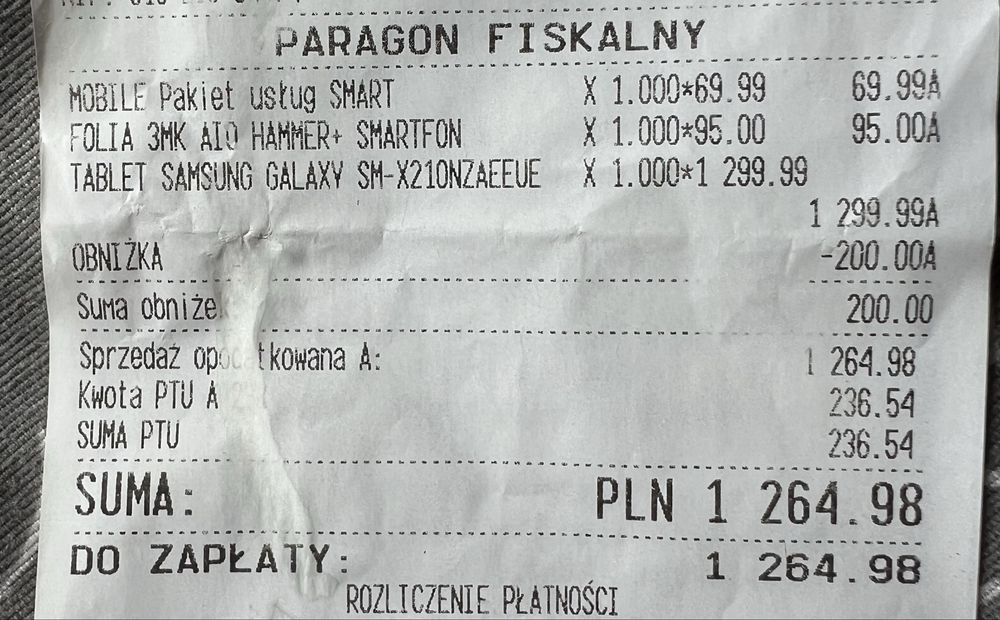 PARAGON FISKALNY
MOBILE Pakiet usług SMART X 1.000*69.99 69.99A
FOLIA 3MK AIO HAMMER+ SMARTFON X 1.000*95.00 95.00A
TABLET SAMSUNG GALAXY SM-X210NZAEEUE X 1.000*1 299.99
1 299.99A
OBNIŻKA -200.00A
Suma obniżek 200.00
Sprzedaż opodatkowana A: 1 264.98
Kwota PTU A 236.54
SUMA PTU 236.54
SUMA: PLN 1 264.98
DO ZAPŁATY: 1 264.98
ROZLICZENIE PŁATNOŚCI